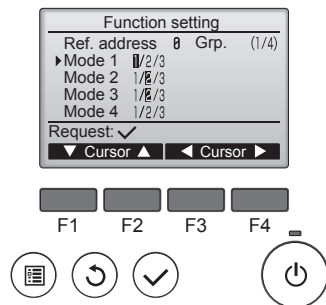 Function setting
Ref. address 0 Grp. (1/4)
Mode 1 1/2/3
Mode 2 1/2/3
Mode 3 1/2/3
Mode 4 1/2/3
Request: ✓
▼ Cursor ▲ ◀ Cursor ▶
F1 F2 F3 F4